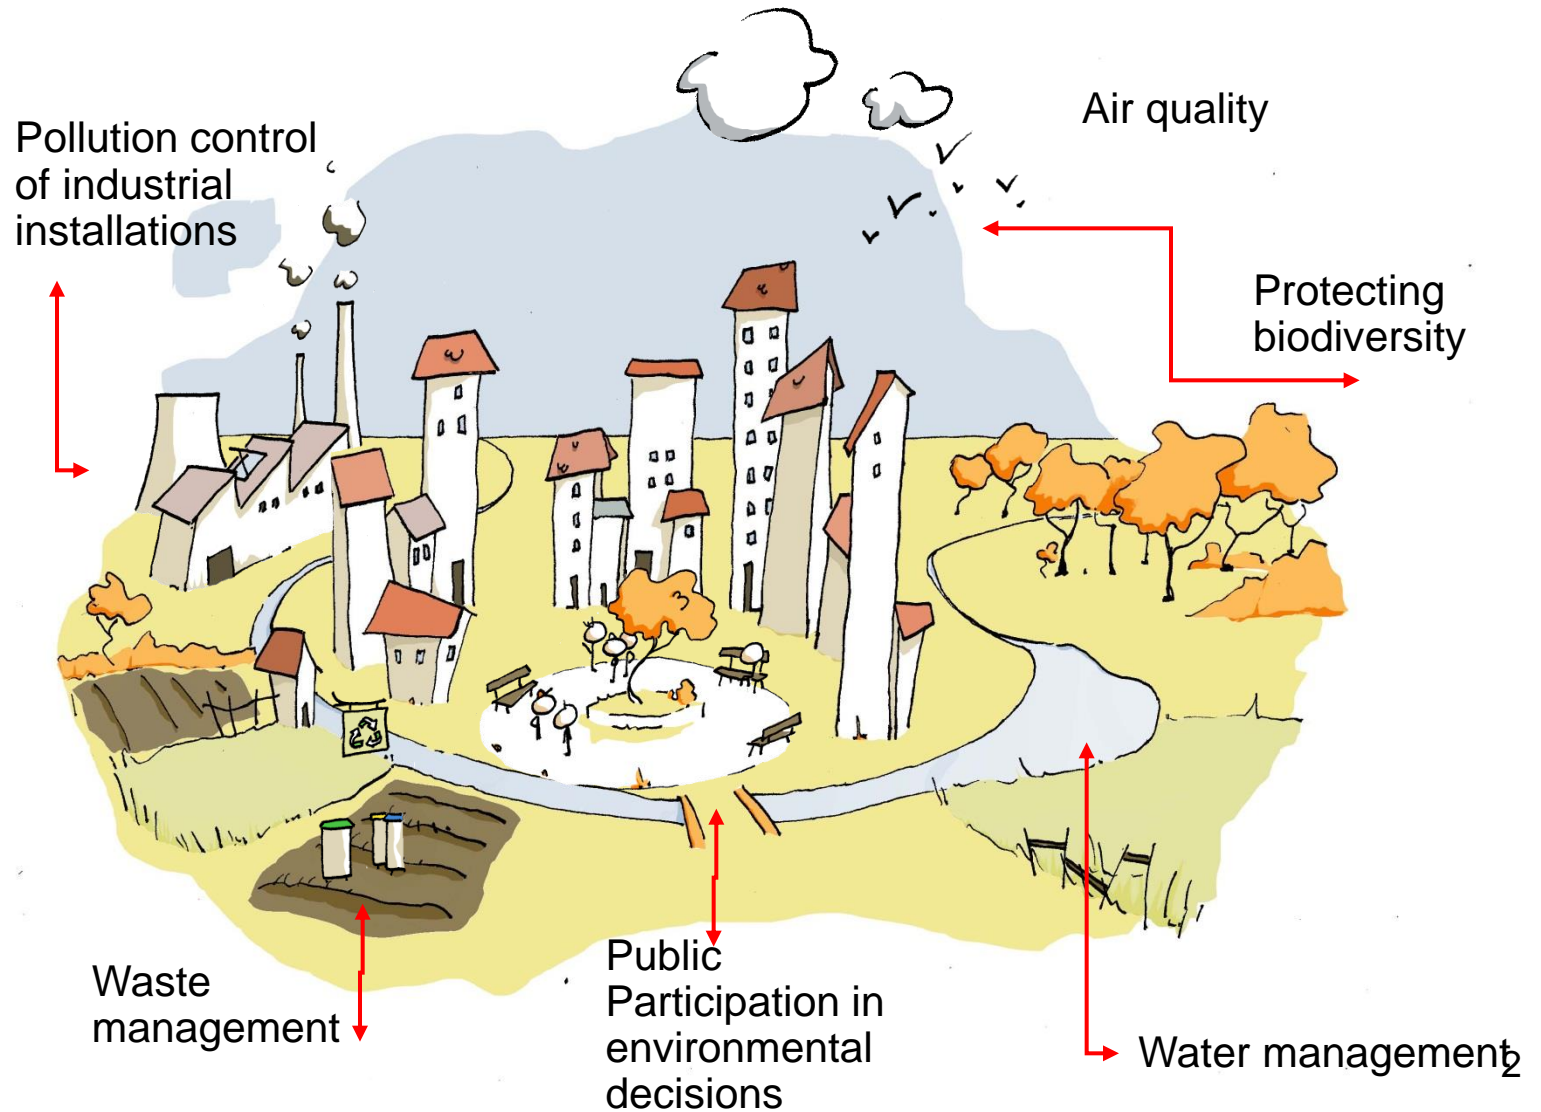 Air quality
Pollution control
of industrial
installations
Protecting
biodiversity
Waste
management
Public
Participation in
environmental
decisions
Water management
2